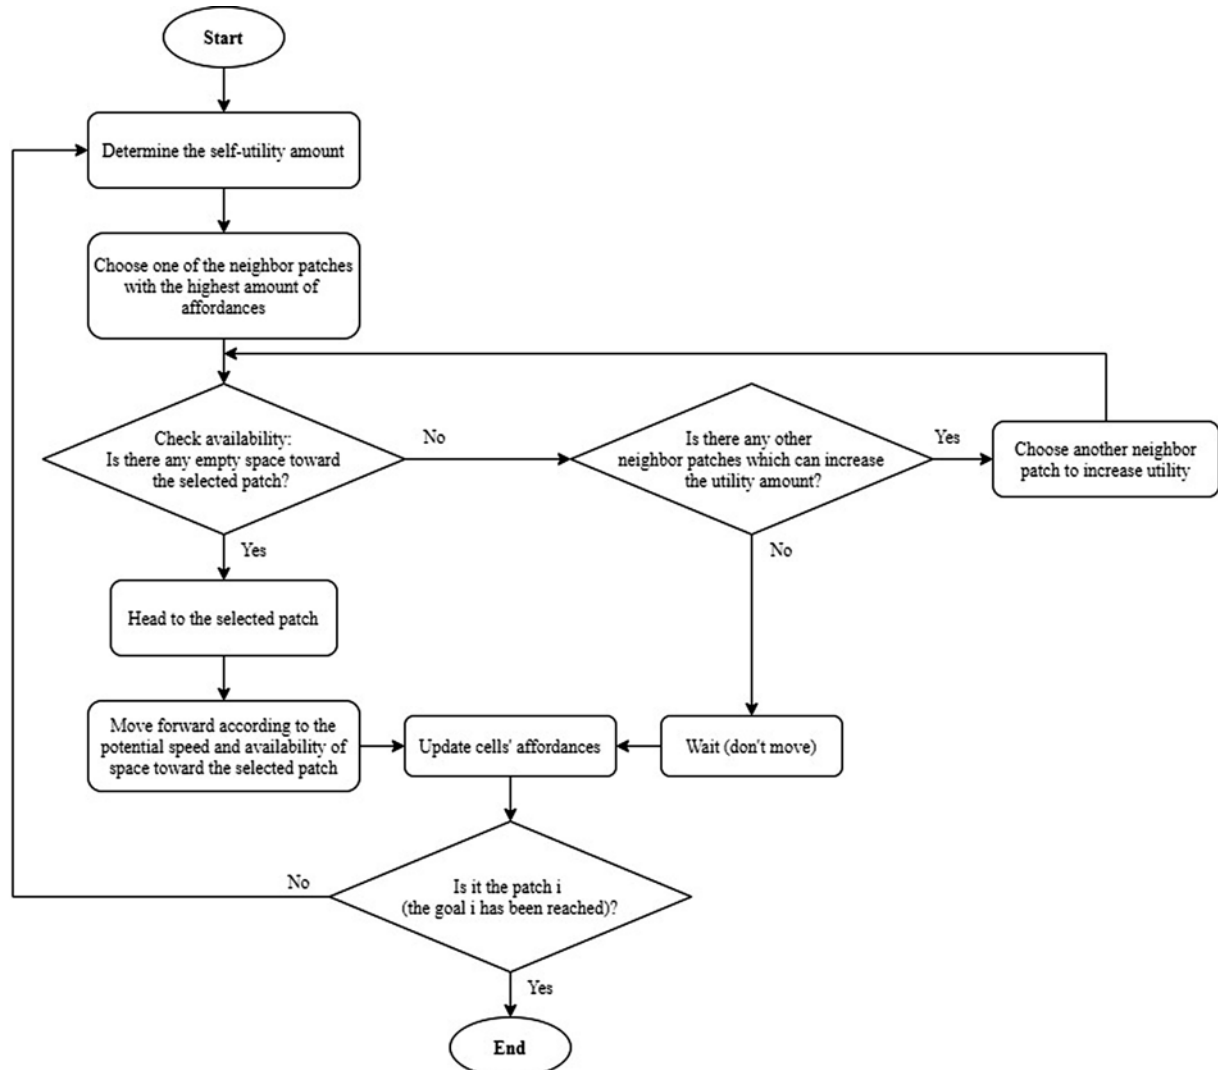 Start
Determine the self-utility amount
Choose one of the neighbor patches
with the highest amount of
affordances
Check availability:
Is there any empty space toward
the selected patch?
No
Is there any other
neighbor patches which can increase
the utility amount?
Yes
Choose another neighbor
patch to increase utility
Yes
No
Head to the selected patch
Move forward according to the
potential speed and availability of
space toward the selected patch
Update cells' affordances
Wait (don't move)
No
Is it the patch i
(the goal i has been reached)?
Yes
End